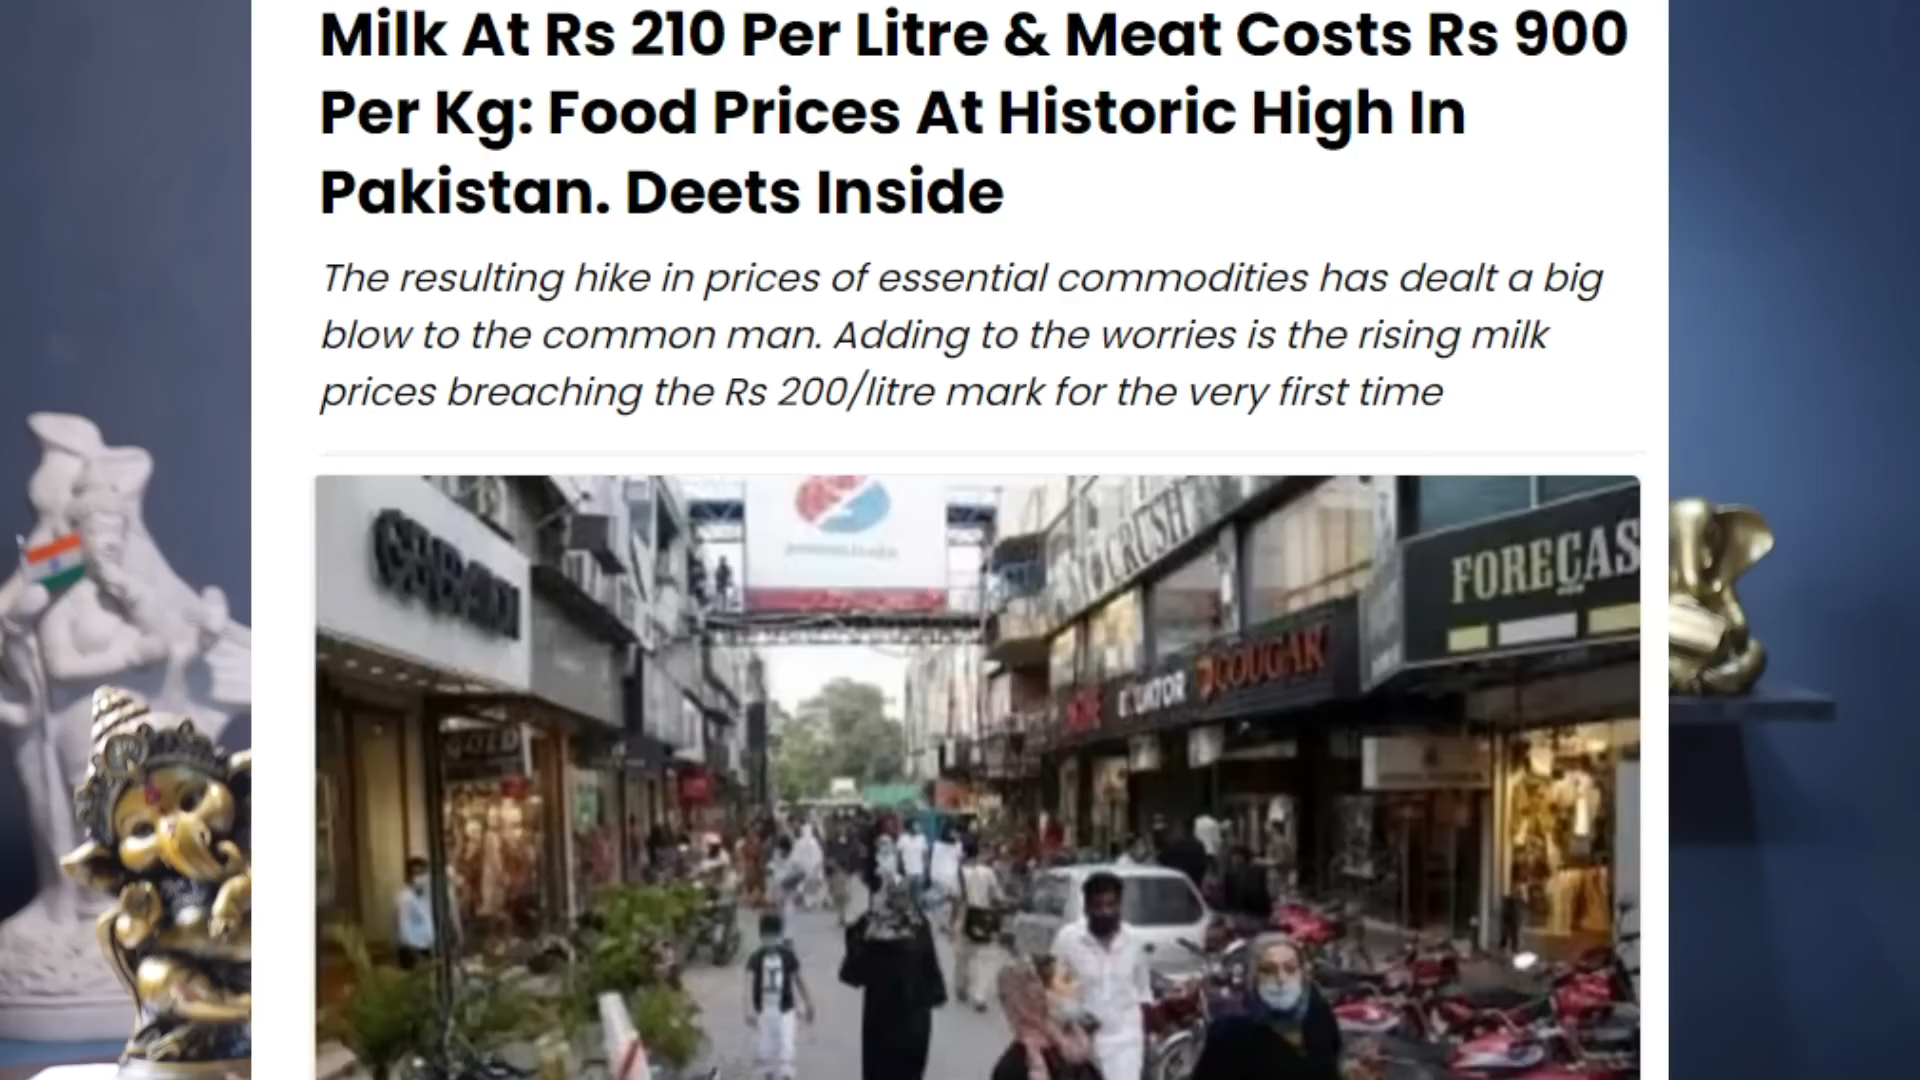 Milk At Rs 210 Per Litre & Meat Costs Rs 900
Per Kg: Food Prices At Historic High In
Pakistan. Deets Inside
The resulting hike in prices of essential commodities has dealt a big
blow to the common man. Adding to the worries is the rising milk
prices breaching the Rs 200/litre mark for the very first time
CRUSH
FORECAS
COUGAR
GOLD